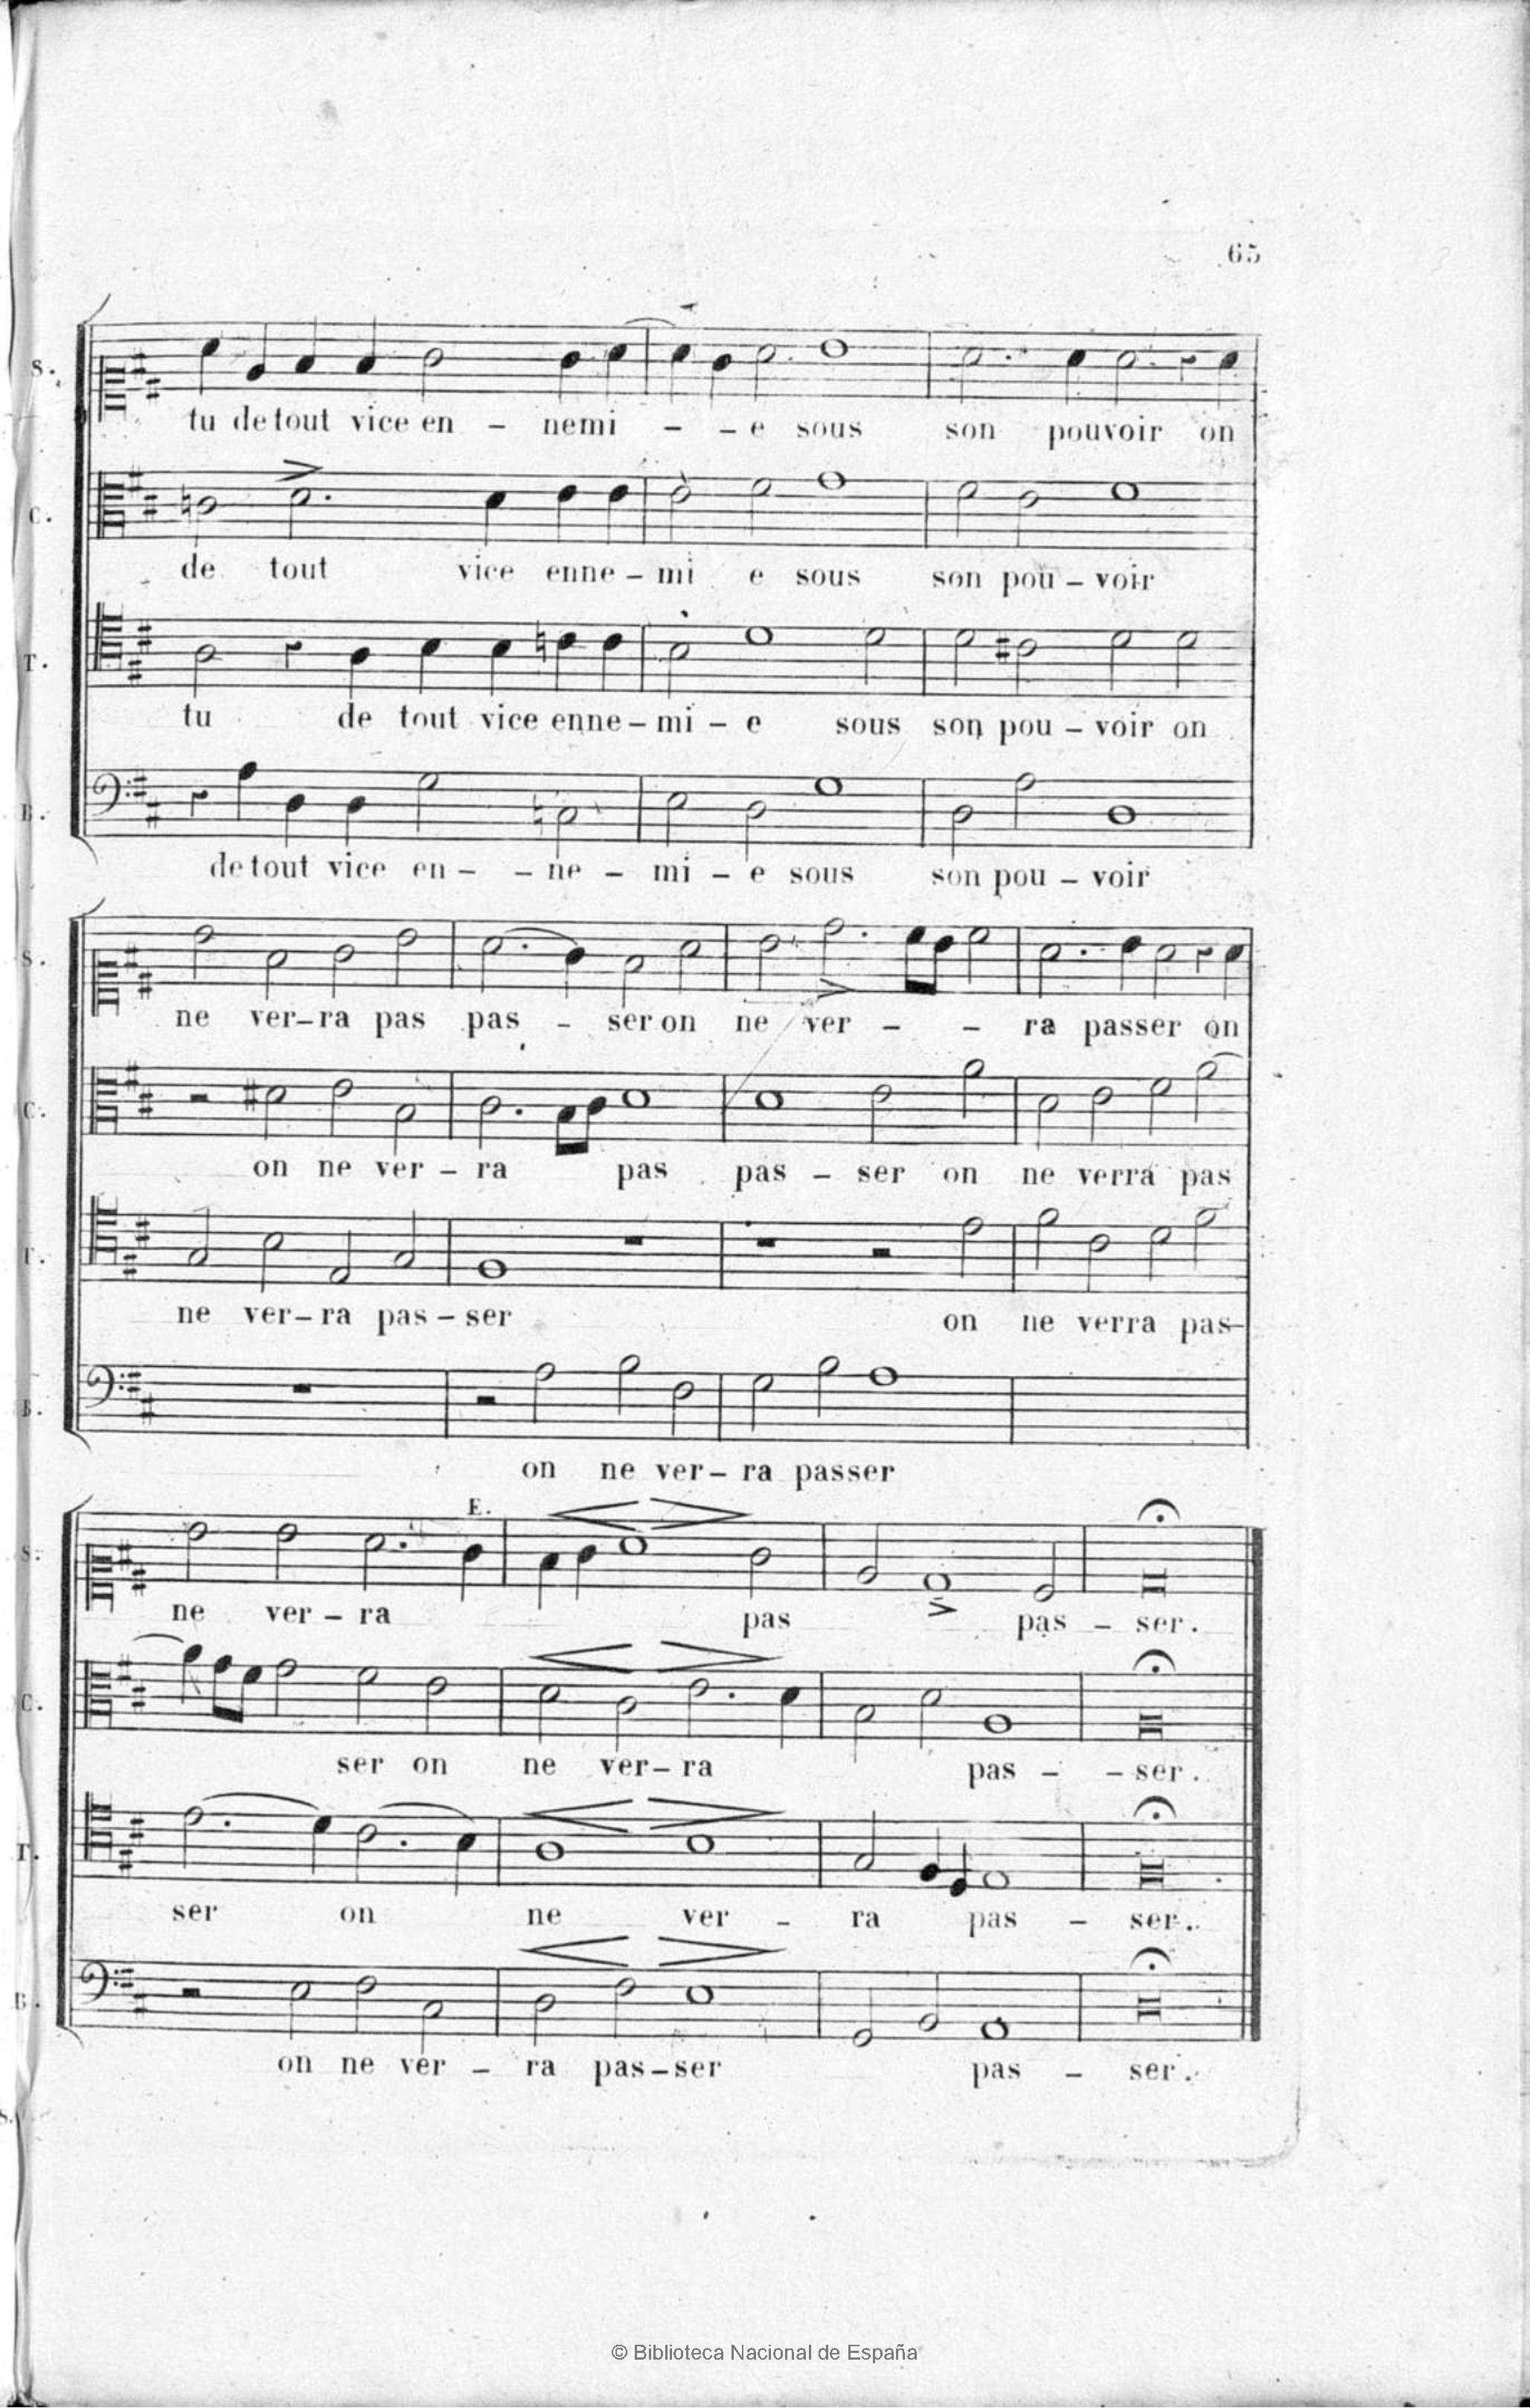 65
S.
tu de tout vice en – nemi – – e sous son pouvoir on
C.
de tout vice enne – mi e sous son pou – voir
T.
tu de tout vice enne – mi – e sous son pou – voir on
B.
de tout vice en – – ne – mi – e sous son pou – voir
S.
ne ver – ra pas pas – ser on ne ver – – ra passer on
C.
on ne ver – ra pas pas – ser on ne verra pas
T.
ne ver – ra pas – ser on ne verra pas –
B.
on ne ver – ra passer
E.
S.
ne ver – ra pas pas – ser.
C.
ser on ne ver – ra pas – – ser.
T.
ser on ne ver – ra pas – ser.
B.
on ne ver – ra pas – ser pas – ser.
© Biblioteca Nacional de España